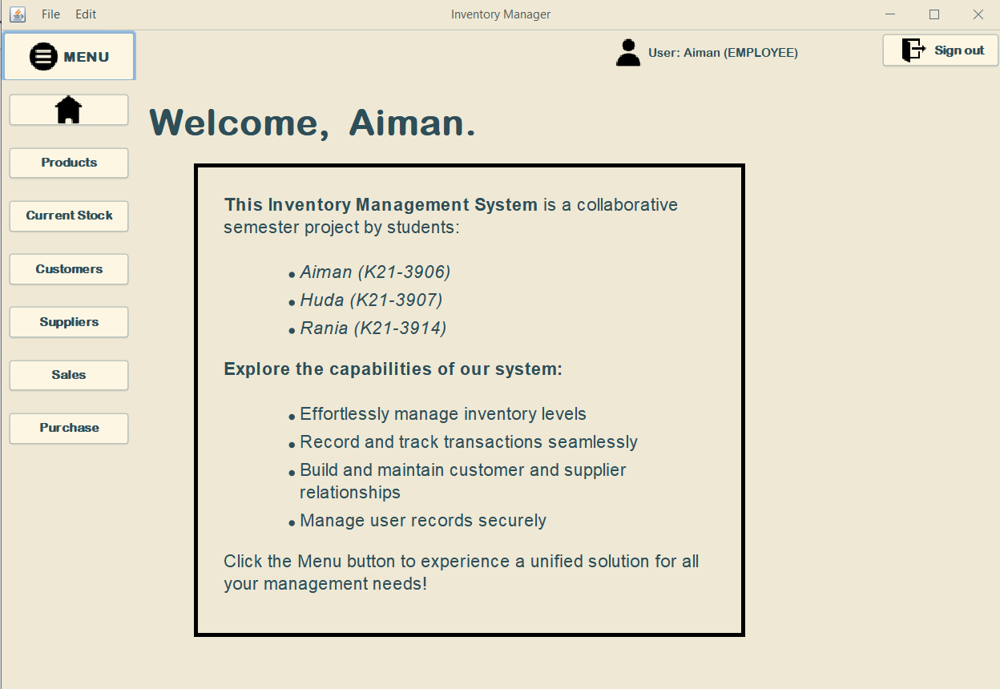 File Edit Inventory Manager
MENU
User: Aiman (EMPLOYEE)
Sign out
Products
Current Stock
Customers
Suppliers
Sales
Purchase
Welcome, Aiman.
This Inventory Management System is a collaborative
semester project by students:
• Aiman (K21-3906)
• Huda (K21-3907)
• Rania (K21-3914)
Explore the capabilities of our system:
• Effortlessly manage inventory levels
• Record and track transactions seamlessly
• Build and maintain customer and supplier
relationships
• Manage user records securely
Click the Menu button to experience a unified solution for all
your management needs!